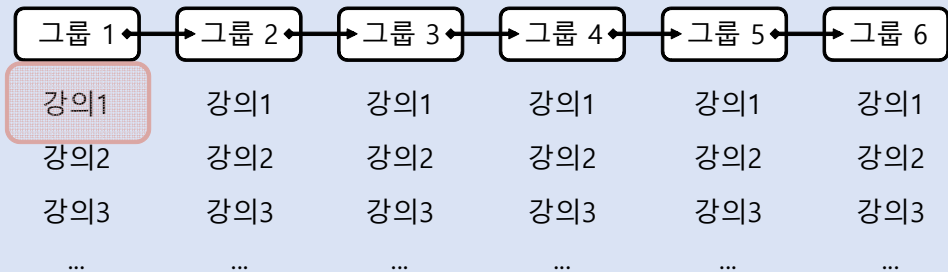 그룹 1 그룹 2 그룹 3 그룹 4 그룹 5 그룹 6
강의1 강의1 강의1 강의1 강의1 강의1
강의2 강의2 강의2 강의2 강의2 강의2
강의3 강의3 강의3 강의3 강의3 강의3
... ... ... ... ... ...